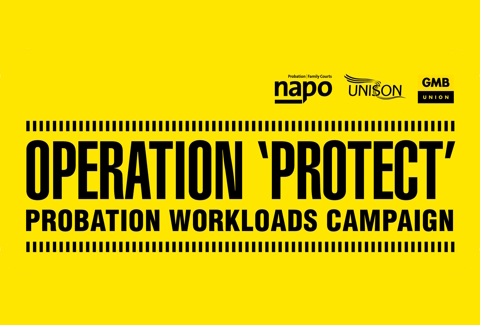 Probation | Family Courts
napo
UNISON
GMB
UNION
OPERATION ‘PROTECT’
PROBATION WORKLOADS CAMPAIGN